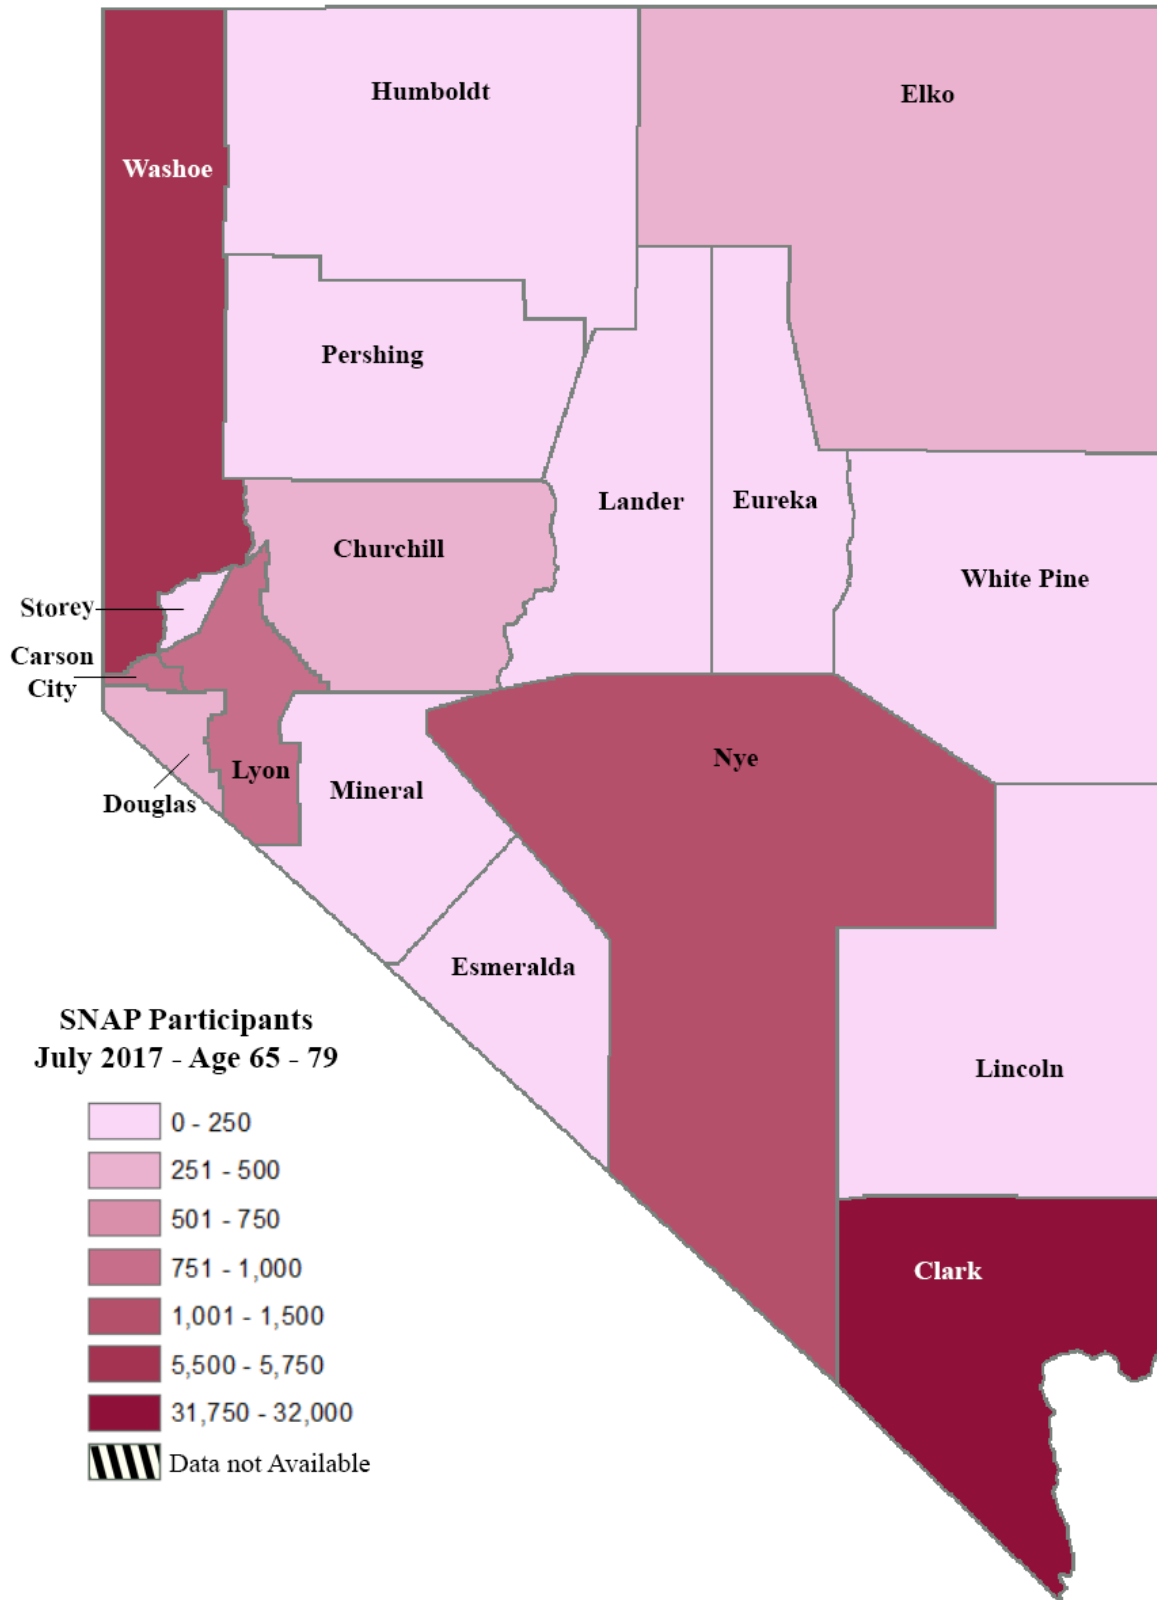 Humboldt
Elko
Washoe
Pershing
Lander
Eureka
Churchill
White Pine
Storey
Carson
City
Nye
Lyon
Mineral
Douglas
Esmeralda
SNAP Participants
July 2017 - Age 65 - 79
Lincoln
0 - 250
251 - 500
501 - 750
751 - 1,000
Clark
1,001 - 1,500
5,500 - 5,750
31,750 - 32,000
Data not Available